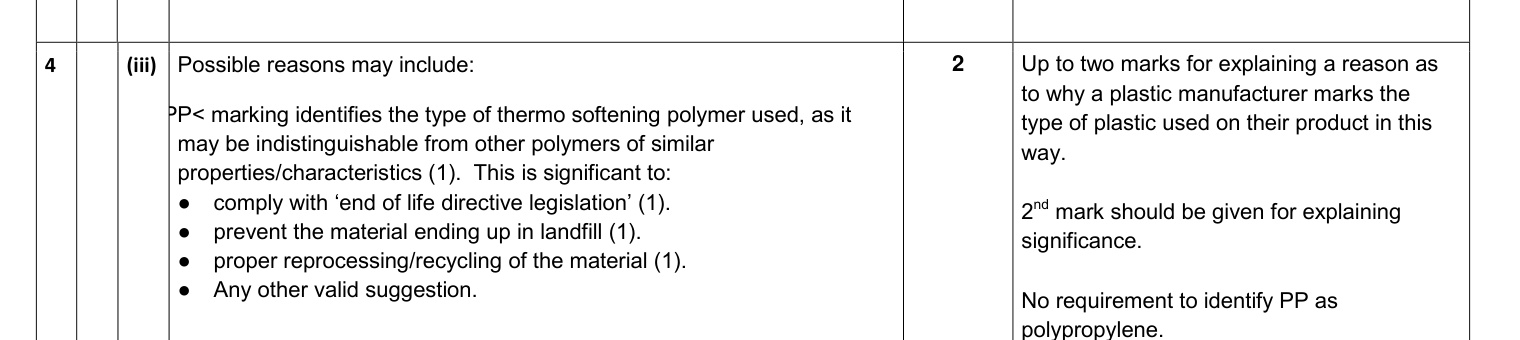 4 (iii) Possible reasons may include: 2 Up to two marks for explaining a reason as
to why a plastic manufacturer marks the
type of plastic used on their product in this
way.
2nd mark should be given for explaining
significance.
No requirement to identify PP as
polypropylene.
PP< marking identifies the type of thermo softening polymer used, as it
may be indistinguishable from other polymers of similar
properties/characteristics (1). This is significant to:
● comply with ‘end of life directive legislation’ (1).
● prevent the material ending up in landfill (1).
● proper reprocessing/recycling of the material (1).
● Any other valid suggestion.